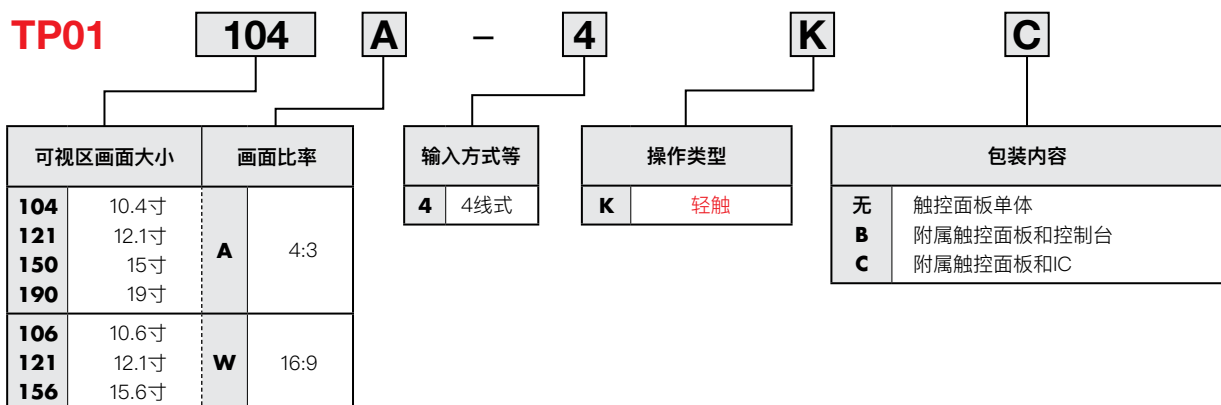 TP01 104 A – 4 K C
可视区画面大小 画面比率
104 10.4寸
121 12.1寸
150 15寸
190 19寸
A 4:3
106 10.6寸
121 12.1寸
156 15.6寸
W 16:9
输入方式等
4 4线式
操作类型
K 轻触
包装内容
无 触控面板单体
B 附属触控面板和控制台
C 附属触控面板和IC